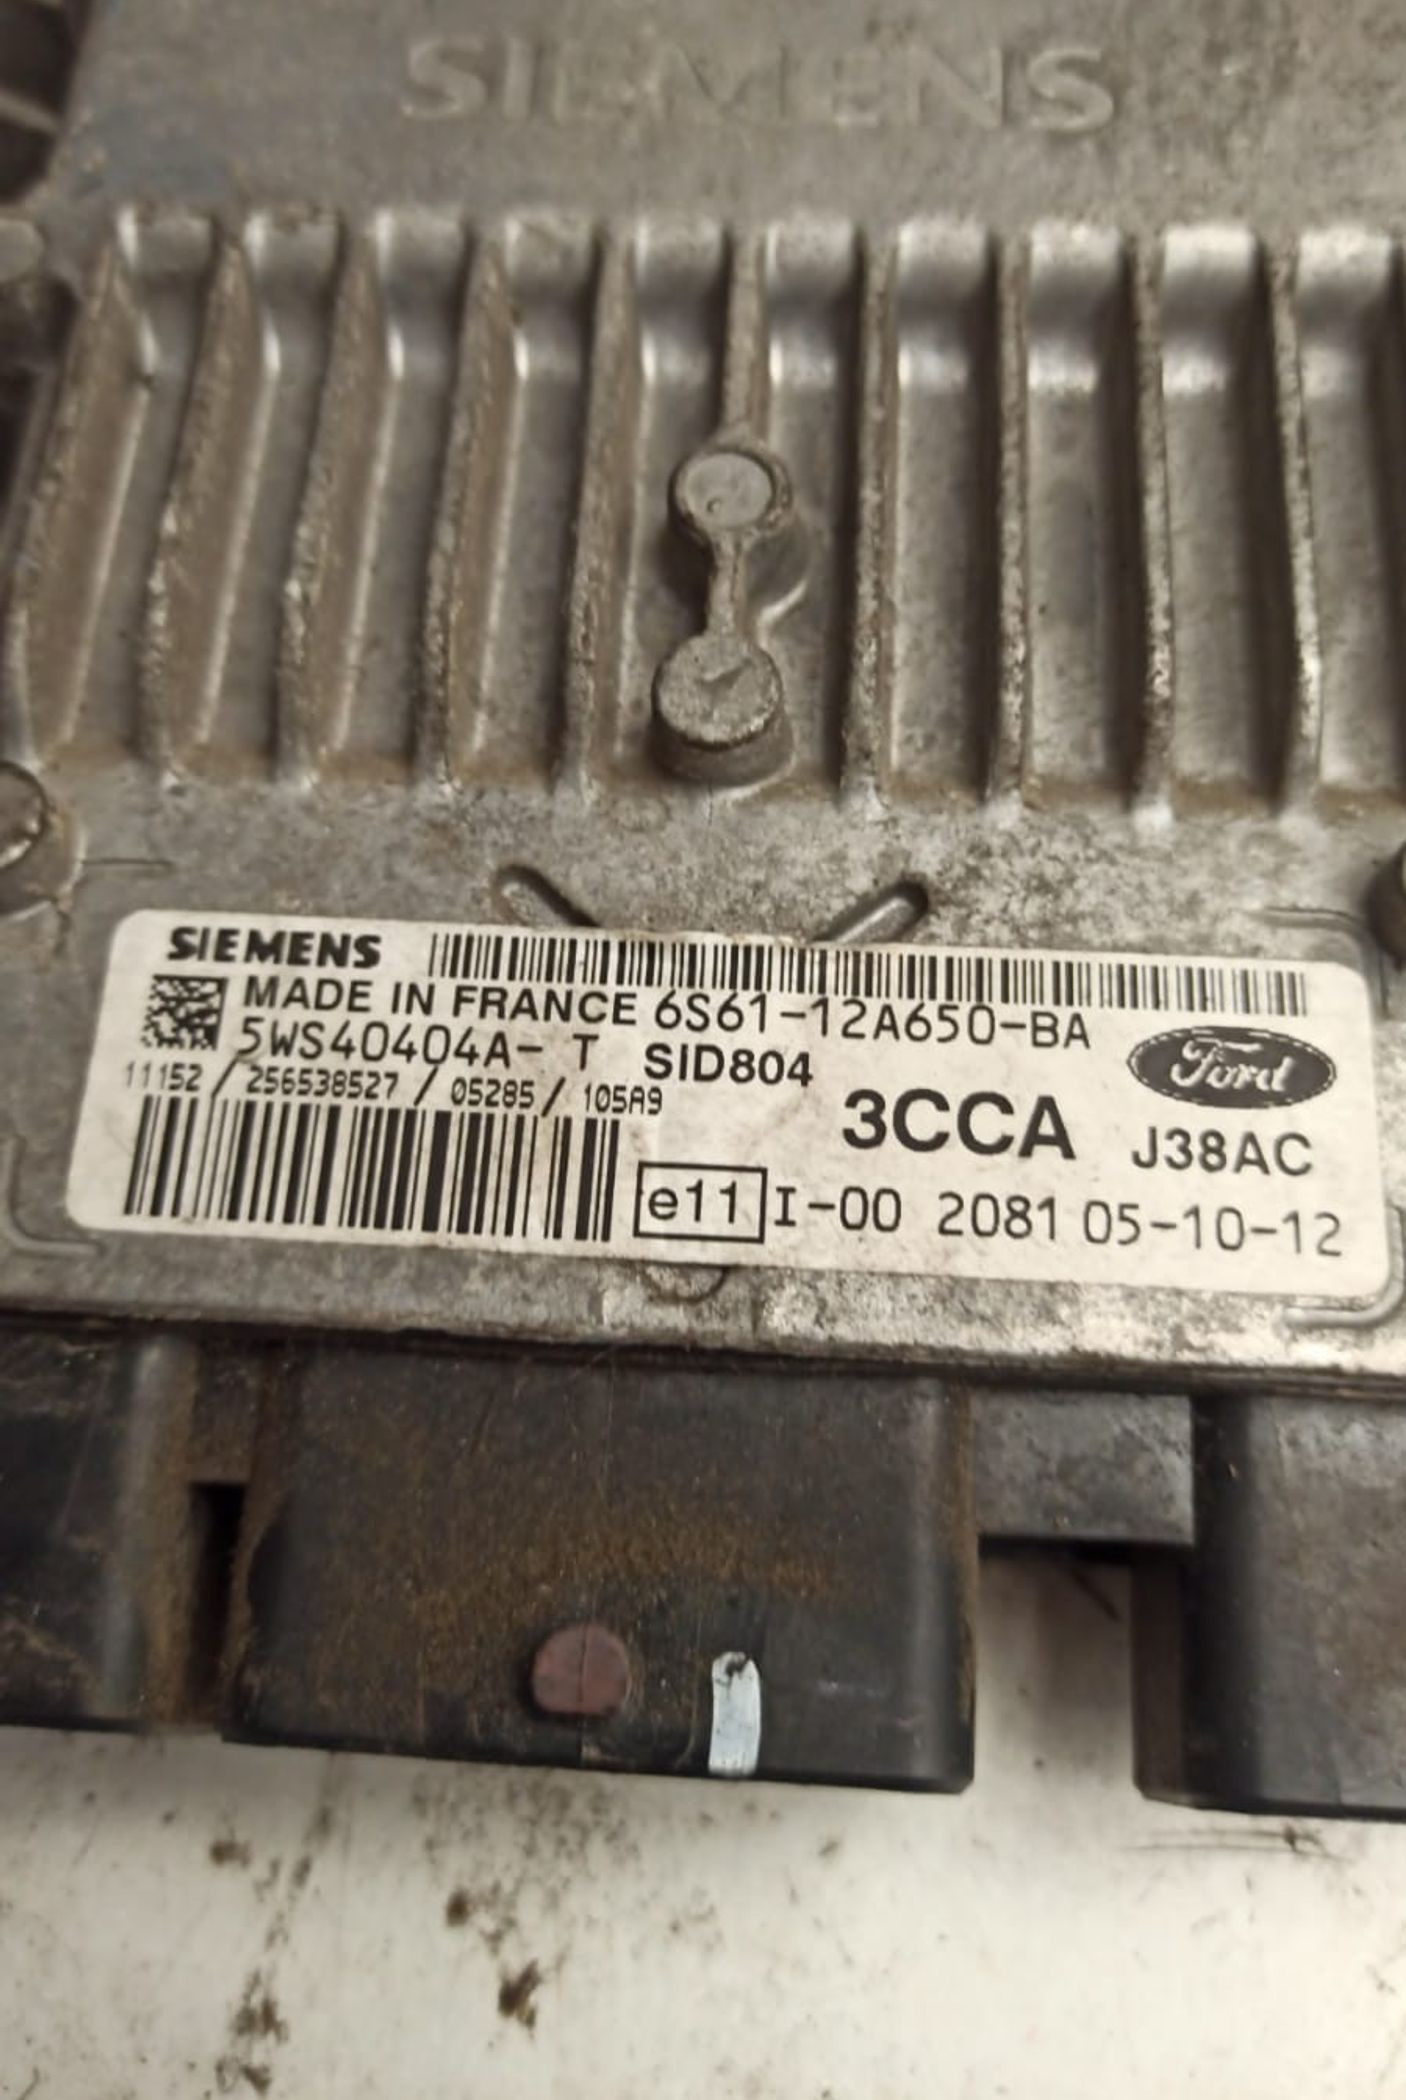 SIEMENS
SIEMENS
MADE IN FRANCE 6S61-12A650-BA
5WS40404A- T SID804
11152 / 256538527 / 05285 / 105A9
3CCA
Ford
J38AC
e11 I-00 2081 05-10-12